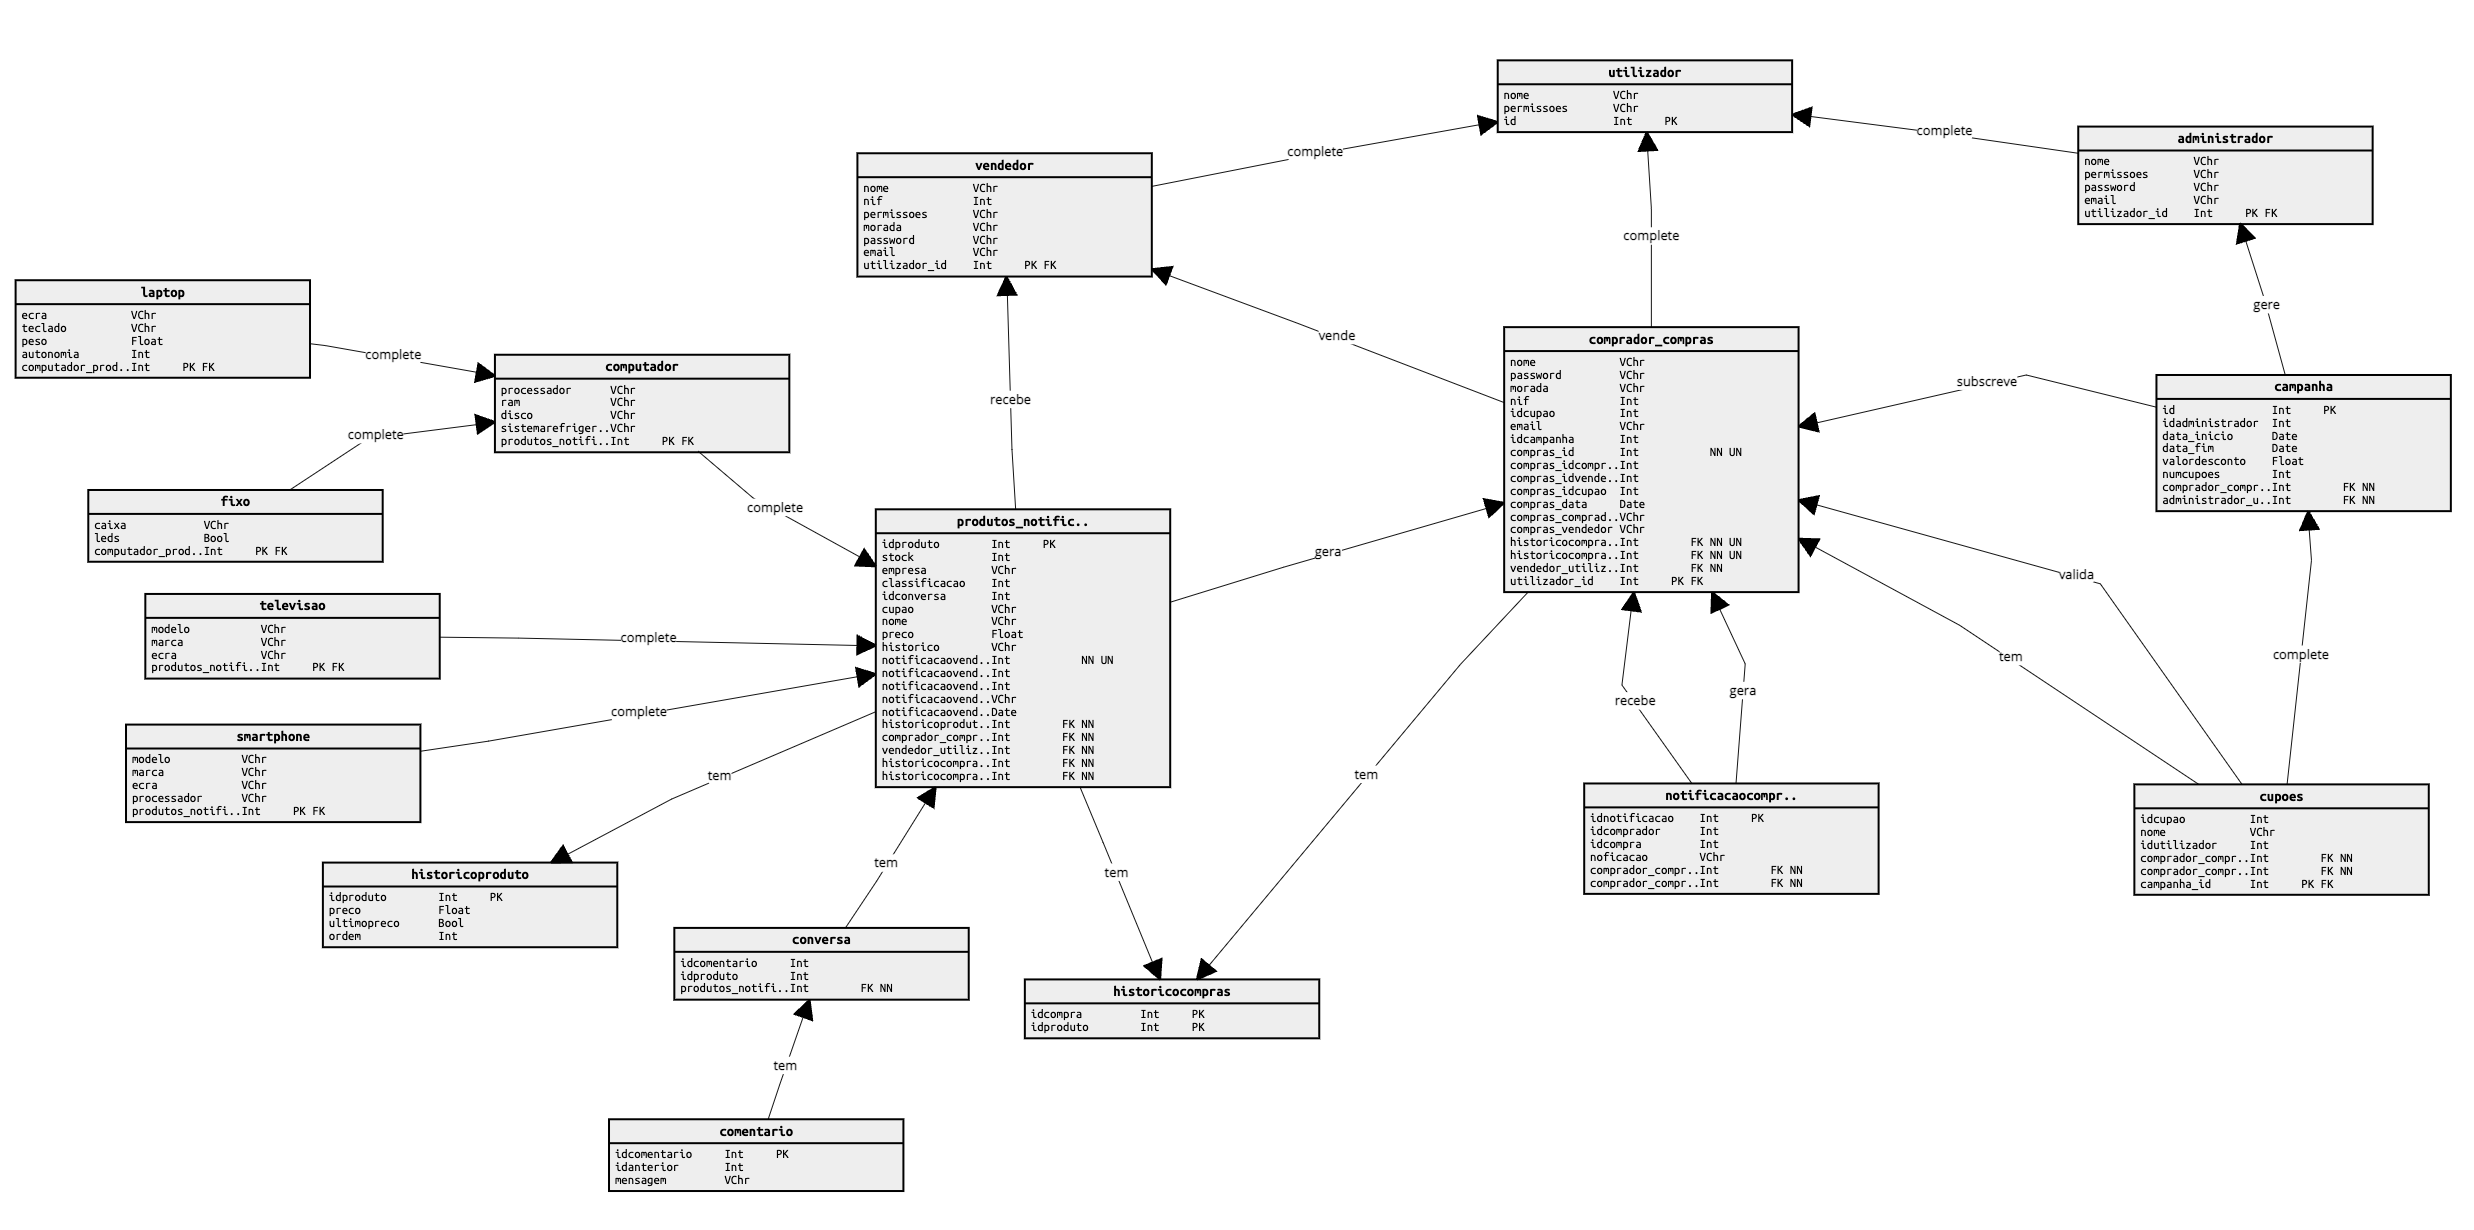 utilizador
nome VChr
permissoes VChr
id Int PK
complete
complete
complete
administrador
nome VChr
permissoes VChr
password VChr
email VChr
utilizador_id Int PK FK
vendedor
nome VChr
nif Int
permissoes VChr
morada VChr
password VChr
email VChr
utilizador_id Int PK FK
laptop
ecra VChr
teclado VChr
peso Float
autonomia Int
computador_prod..Int PK FK
complete
computador
processador VChr
ram VChr
disco VChr
sistemarefriger..VChr
produtos_notifi..Int PK FK
complete
fixo
caixa VChr
leds Bool
computador_prod..Int PK FK
complete
recebe
vende
gere
subscreve
comprador_compras
nome VChr
password VChr
morada VChr
nif Int
idcupao Int
email VChr
idcampanha Int
compras_id Int NN UN
compras_idcompr..Int
compras_idvende..Int
compras_idcupao Int
compras_data Date
compras_comprad..VChr
compras_vendedor VChr
historicocompra..Int FK NN UN
historicocompra..Int FK NN UN
vendedor_utiliz..Int FK NN
utilizador_id Int PK FK
campanha
id Int PK
idadministrador Int
data_inicio Date
data_fim Date
valordesconto Float
numcupoes Int
comprador_compr..Int FK NN
administrador_u..Int FK NN
produtos_notific..
idproduto Int PK
stock Int
empresa VChr
classificacao Int
idconversa Int
cupao VChr
nome VChr
preco Float
historico VChr
notificacaovend..Int NN UN
notificacaovend..Int
notificacaovend..Int
notificacaovend..VChr
notificacaovend..Date
historicoprodut..Int FK NN
comprador_compr..Int FK NN
vendedor_utiliz..Int FK NN
historicocompra..Int FK NN
historicocompra..Int FK NN
gera
valida
tem
complete
televisao
modelo VChr
marca VChr
ecra VChr
produtos_notifi..Int PK FK
complete
smartphone
modelo VChr
marca VChr
ecra VChr
processador VChr
produtos_notifi..Int PK FK
complete
tem
recebe
gera
tem
notificacaocompr..
idnotificacao Int PK
idcomprador Int
idcompra Int
noficacao VChr
comprador_compr..Int FK NN
comprador_compr..Int FK NN
cupoes
idcupao Int
nome VChr
idutilizador Int
comprador_compr..Int FK NN
comprador_compr..Int FK NN
campanha_id Int PK FK
historicoproduto
idproduto Int PK
preco Float
ultimopreco Bool
ordem Int
tem
tem
conversa
idcomentario Int
idproduto Int
produtos_notifi..Int FK NN
historicocompras
idcompra Int PK
idproduto Int PK
tem
comentario
idcomentario Int PK
idanterior Int
mensagem VChr